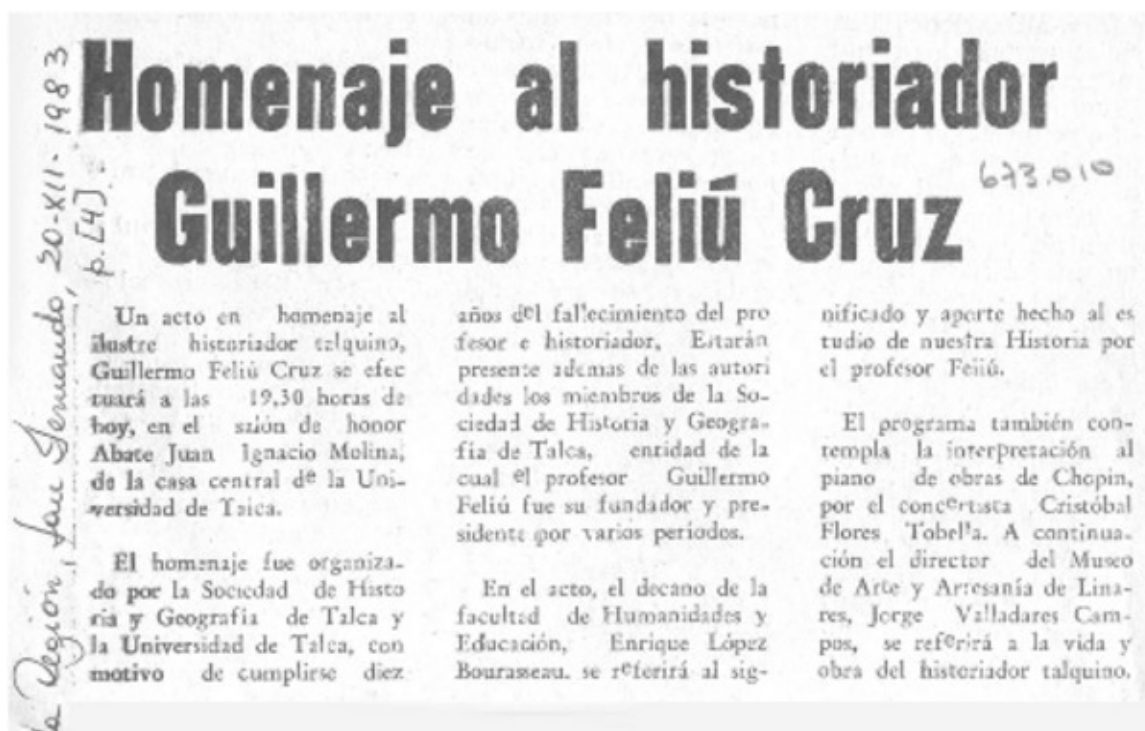 Homenaje al historiador
Guillermo Feliú Cruz
673.010
La Región, San Fernando, 20-XII-1983
p. [4].
Un acto en homenaje al
ilustre historiador talquino,
Guillermo Feliú Cruz se efec
tuará a las 19,30 horas de
hoy, en el salón de honor
Abate Juan Ignacio Molina,
de la casa central de la Uni-
versidad de Talca.
El homenaje fue organiza-
do por la Sociedad de Histo
ria y Geografía de Talca y
la Universidad de Talca, con
motivo de cumplirse diez
años del fallecimiento del pro
fesor e historiador. Estarán
presente ademas de las autori
dades los miembros de la So-
ciedad de Historia y Geogra-
fía de Talca, entidad de la
cual el profesor Guillermo
Feliú fue su fundador y pre-
sidente por varios períodos.
En el acto, el decano de la
facultad de Humanidades y
Educación, Enrique López
Bourasseau. se referirá al sig-
nificado y aporte hecho al es
tudio de nuestra Historia por
el profesor Feliú.
El programa también con-
templa la interpretación al
piano de obras de Chopin,
por el concertista Cristóbal
Flores Tobella. A continua-
ción el director del Museo
de Arte y Artesanía de Lina-
res, Jorge Valladares Cam-
pos, se referirá a la vida y
obra del historiador talquino.